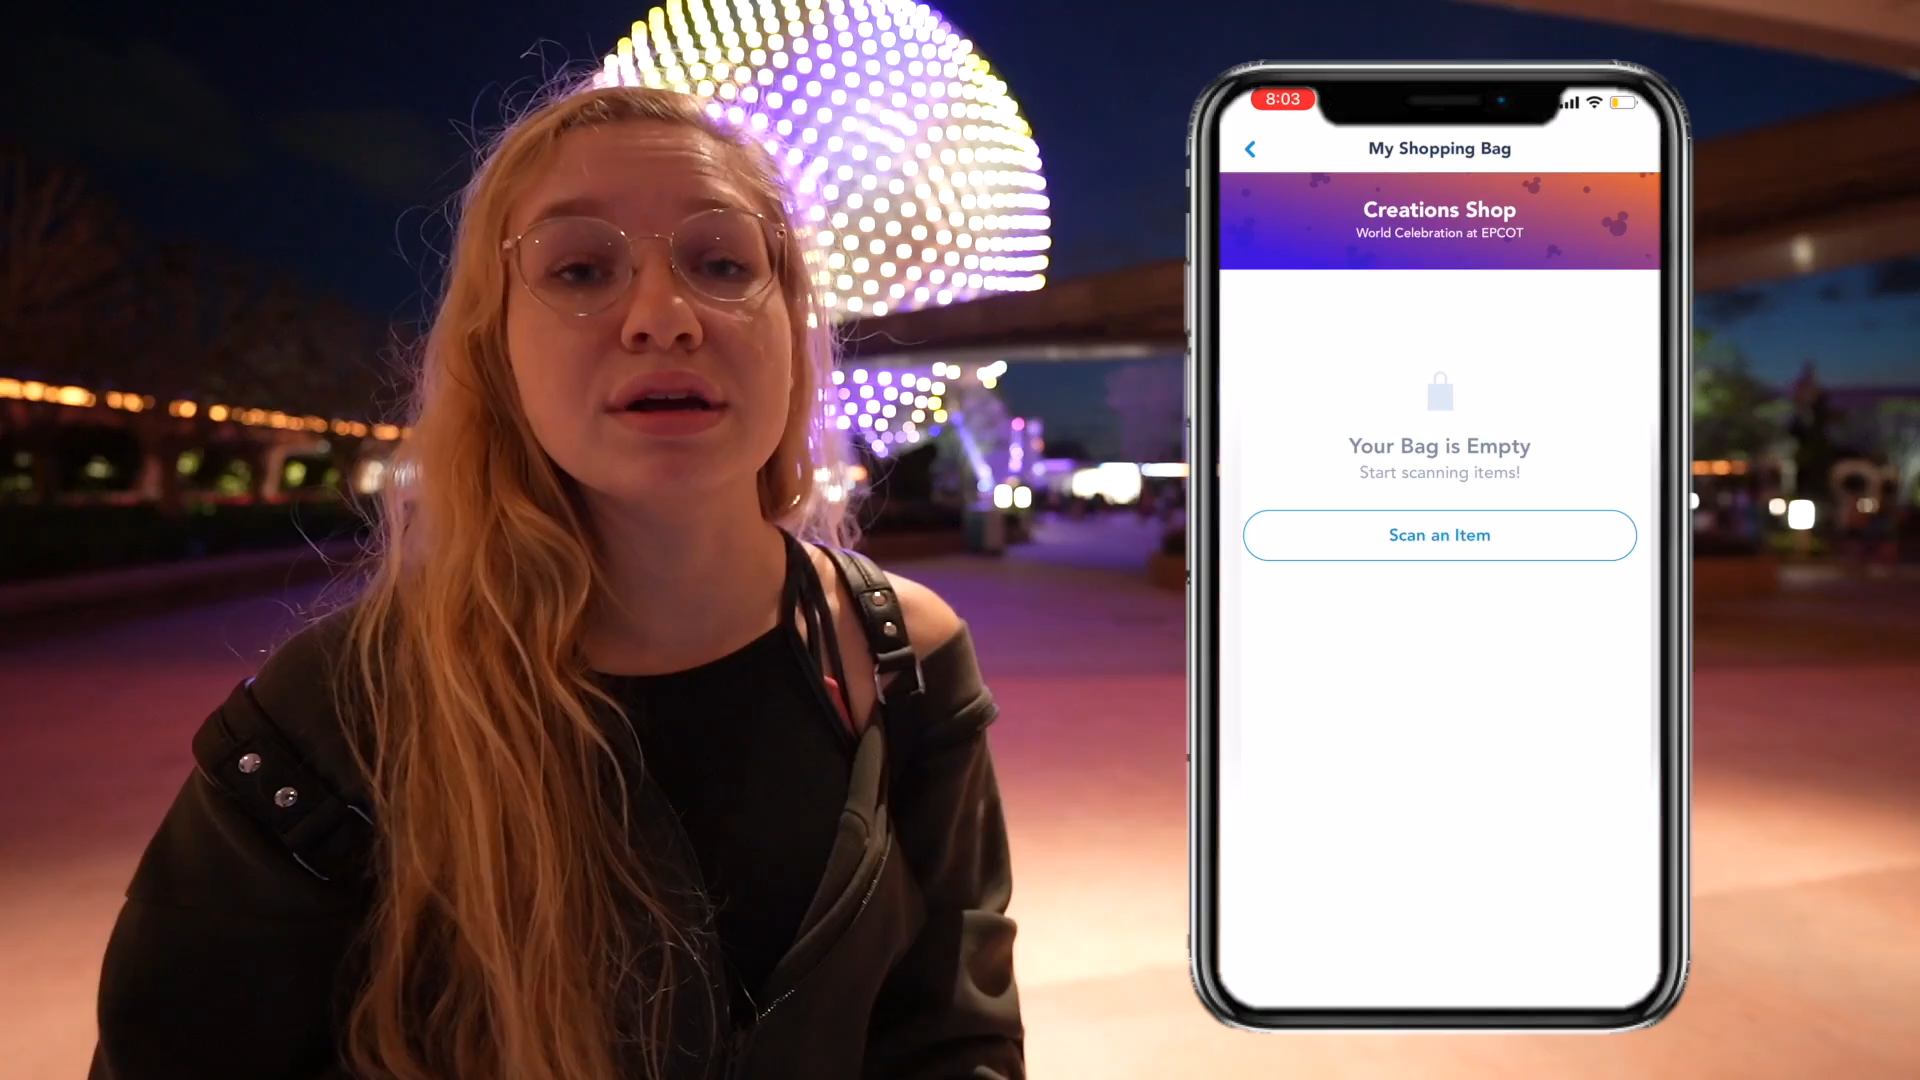 8:03
My Shopping Bag
Creations Shop
World Celebration at EPCOT
Your Bag is Empty
Start scanning items!
Scan an Item